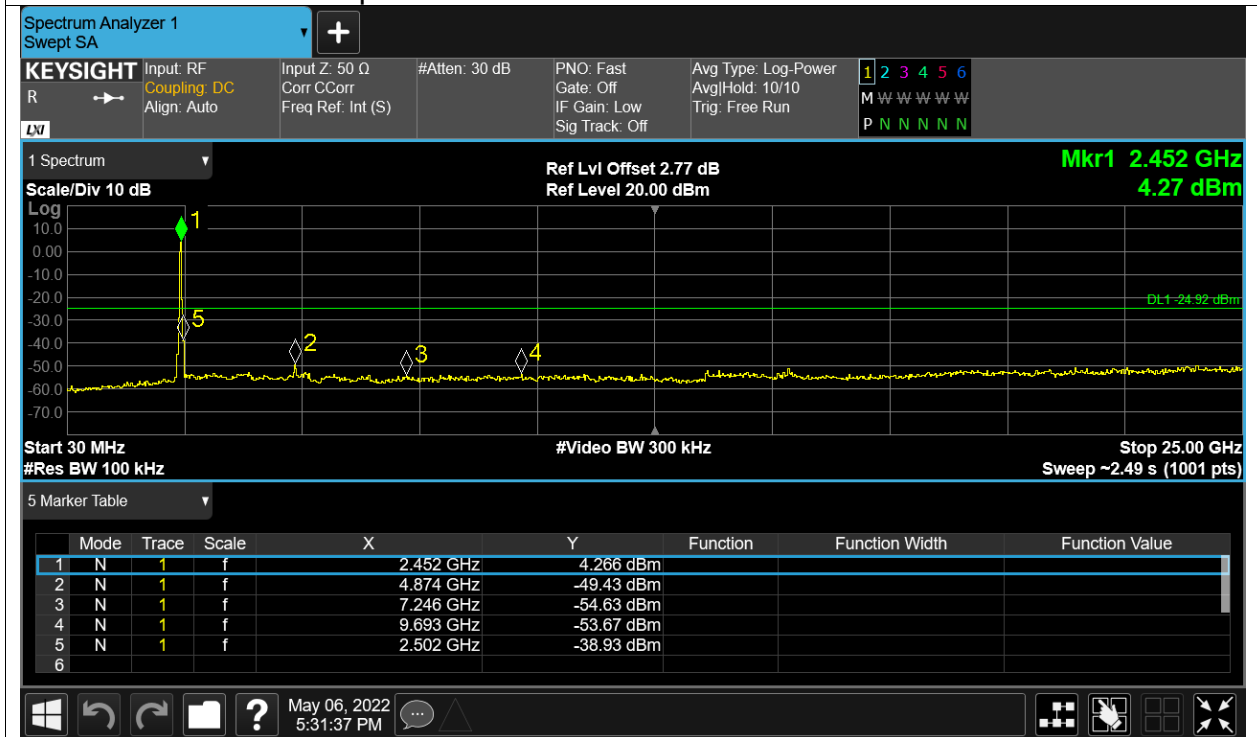 Spectrum Analyzer 1
Swept SA
+
KEYSIGHT Input: RF Input Z: 50 Ω #Atten: 30 dB PNO: Fast Avg Type: Log-Power 1 2 3 4 5 6
R Coupling: DC Corr CCorr Gate: Off Avg|Hold: 10/10 M W W W W W
Align: Auto Freq Ref: Int (S) IF Gain: Low Trig: Free Run
LXI Sig Track: Off P N N N N N
1 Spectrum Ref Lvl Offset 2.77 dB Mkr1 2.452 GHz
Scale/Div 10 dB Ref Level 20.00 dBm 4.27 dBm
Log
1
10.0
0.00
-10.0
-20.0 DL1 -24.92 dBm
-30.0 5
-40.0 2 3 4
-50.0
-60.0
-70.0
Start 30 MHz #Video BW 300 kHz Stop 25.00 GHz
#Res BW 100 kHz Sweep ~2.49 s (1001 pts)
5 Marker Table
Mode Trace Scale X Y Function Function Width Function Value
1 N 1 f 2.452 GHz 4.266 dBm
2 N 1 f 4.874 GHz -49.43 dBm
3 N 1 f 7.246 GHz -54.63 dBm
4 N 1 f 9.693 GHz -53.67 dBm
5 N 1 f 2.502 GHz -38.93 dBm
6
? May 06, 2022
5:31:37 PM